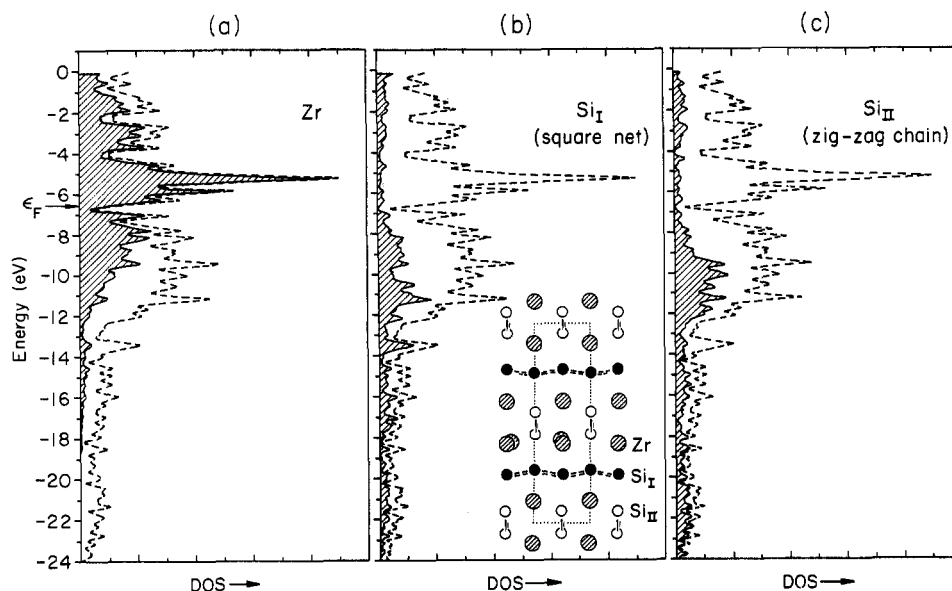 (a)
(b)
(c)
Zr
Si_I
(square net)
Si_II
(zig-zag chain)
Energy (eV)
0
-2
-4
-6
ϵ_F
-8
-10
-12
-14
-16
-18
-20
-22
-24
Zr
Si_I
Si_II
DOS→
DOS→
DOS→